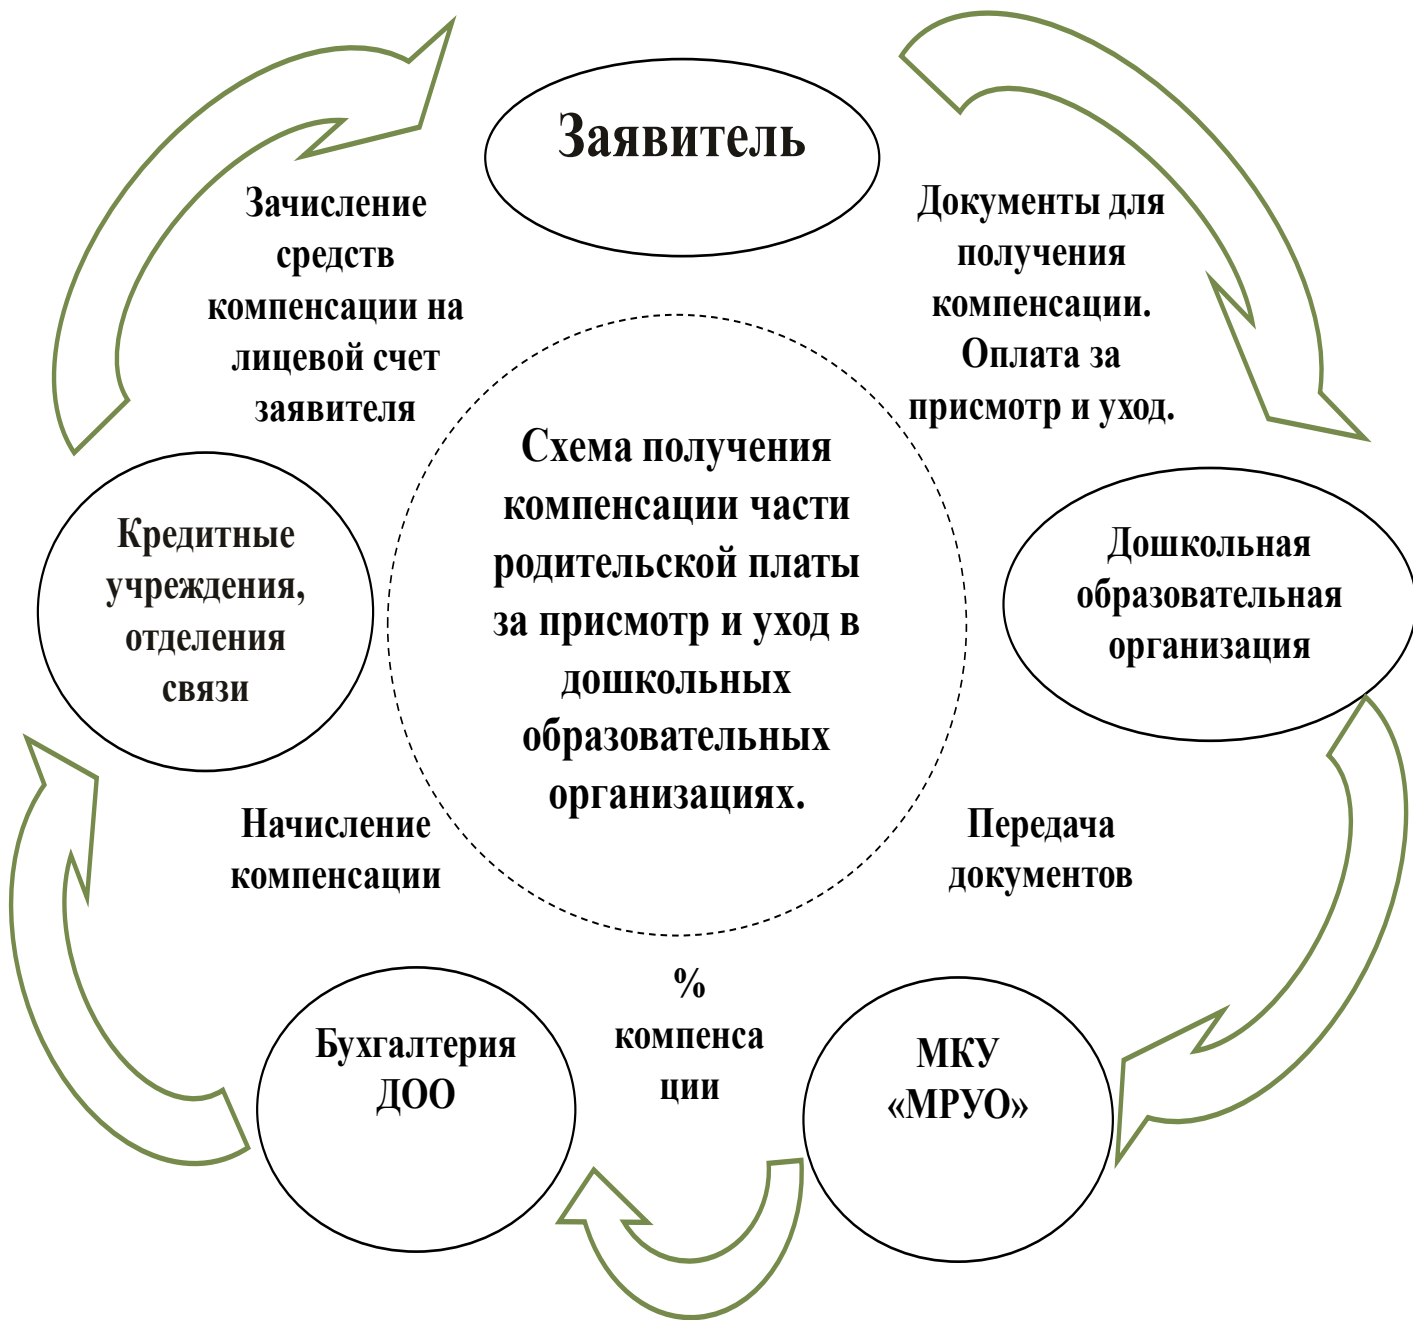 Заявитель
Зачисление
средств
компенсации на
лицевой счет
заявителя
Документы для
получения
компенсации.
Оплата за
присмотр и уход.
Схема получения
компенсации части
родительской платы
за присмотр и уход в
дошкольных
образовательных
организациях.
Кредитные
учреждения,
отделения
связи
Дошкольная
образовательная
организация
Начисление
компенсации
Передача
документов
%
компенса
ции
Бухгалтерия
ДОО
МКУ
«МРУО»